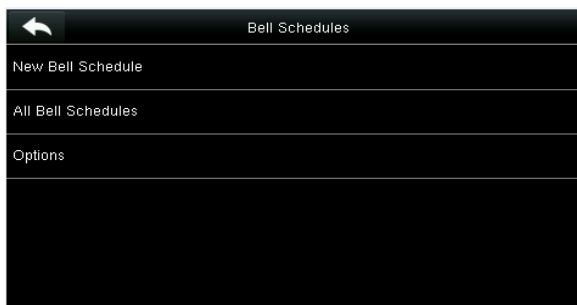 Bell Schedules
New Bell Schedule
All Bell Schedules
Options